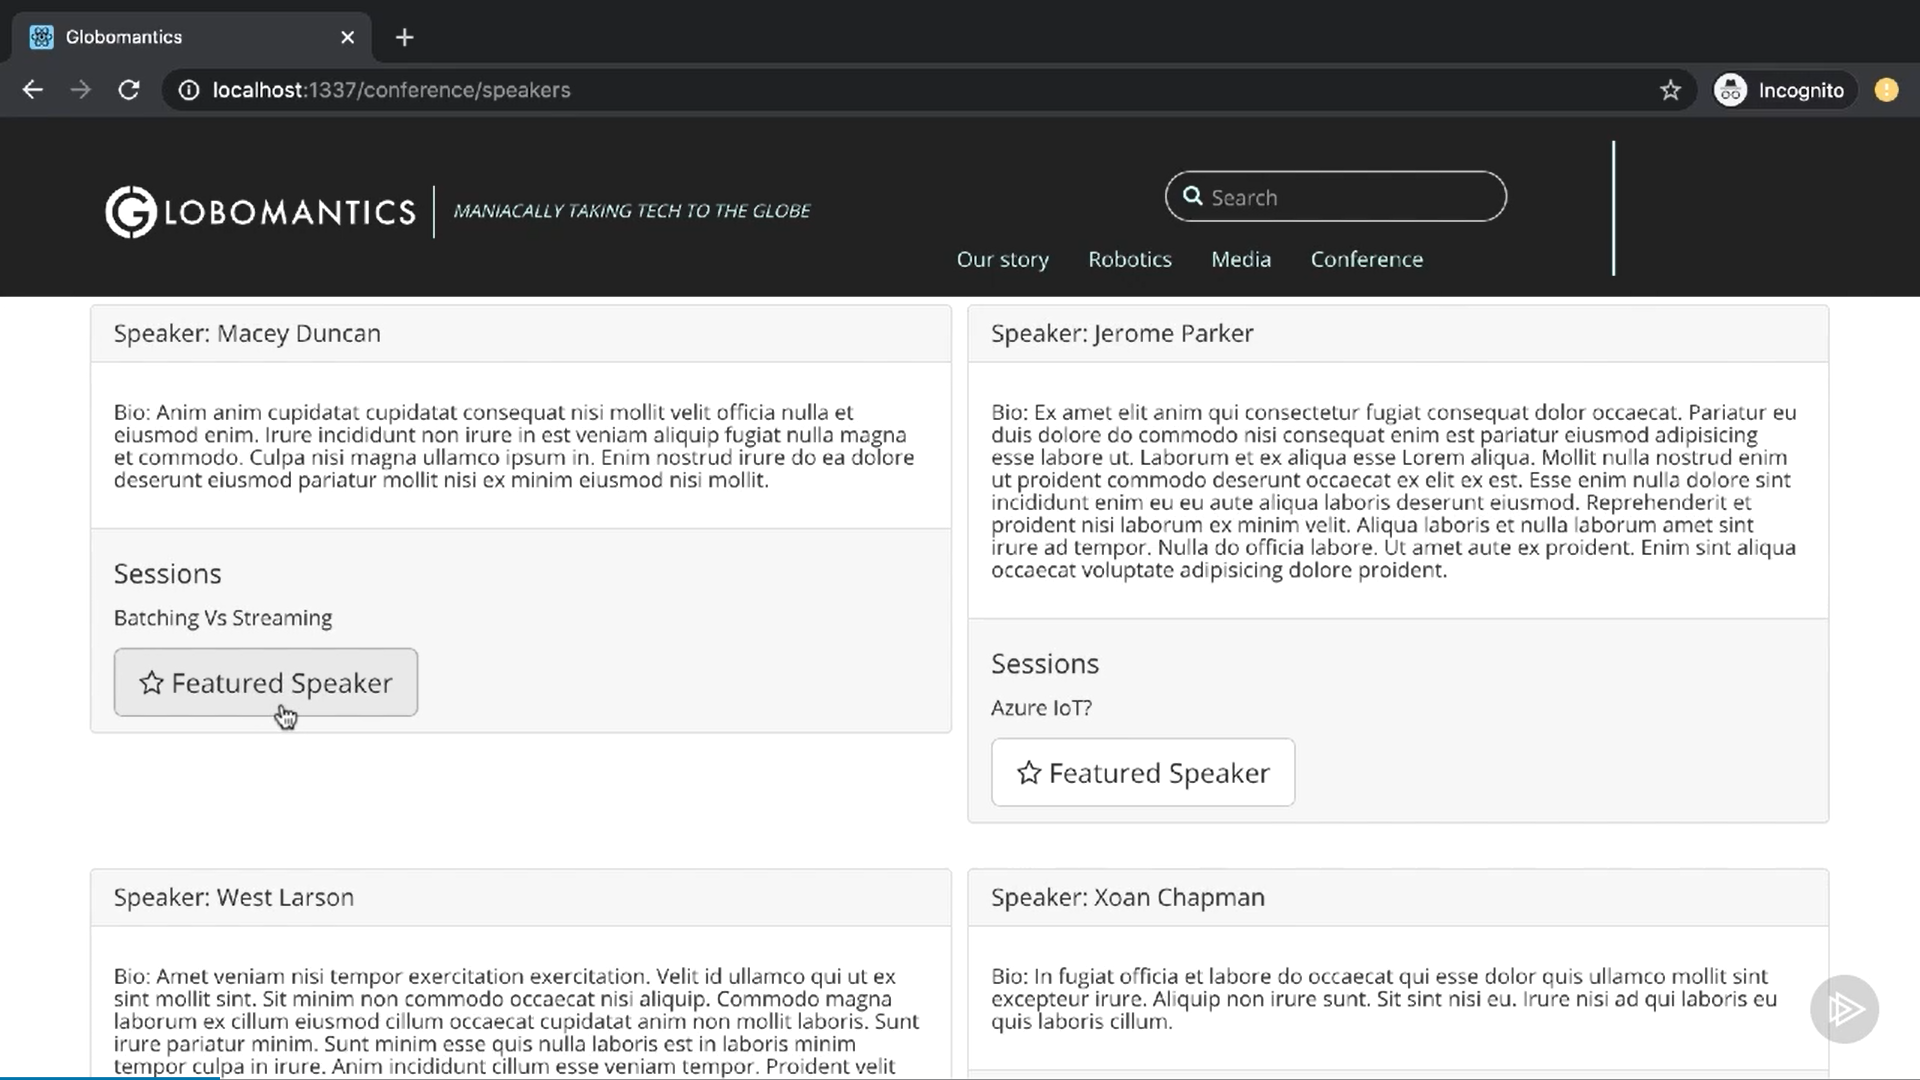 Globomantics
localhost:1337/conference/speakers
Incognito
GLOBOMANTICS
MANIACALLY TAKING TECH TO THE GLOBE
Search
Our story Robotics Media Conference
Speaker: Macey Duncan
Bio: Anim anim cupidatat cupidatat consequat nisi mollit velit officia nulla et
eiusmod enim. Irure incididunt non irure in est veniam aliquip fugiat nulla magna
et commodo. Culpa nisi magna ullamco ipsum in. Enim nostrud irure do ea dolore
deserunt eiusmod pariatur mollit nisi ex minim eiusmod nisi mollit.
Sessions
Batching Vs Streaming
Featured Speaker
Speaker: Jerome Parker
Bio: Ex amet elit anim qui consectetur fugiat consequat dolor occaecat. Pariatur eu
duis dolore do commodo nisi consequat enim est pariatur eiusmod adipisicing
esse labore ut. Laborum et ex aliqua esse Lorem aliqua. Mollit nulla nostrud enim
ut proident commodo deserunt occaecat ex elit ex est. Esse enim nulla dolore sint
incididunt enim eu eu aute aliqua laboris deserunt eiusmod. Reprehenderit et
proident nisi laborum ex minim velit. Aliqua laboris et nulla laborum amet sint
irure ad tempor. Nulla do officia labore. Ut amet aute ex proident. Enim sint aliqua
occaecat voluptate adipisicing dolore proident.
Sessions
Azure IoT?
Featured Speaker
Speaker: West Larson
Bio: Amet veniam nisi tempor exercitation exercitation. Velit id ullamco qui ut ex
sint mollit sint. Sit minim non commodo occaecat nisi aliquip. Commodo magna
laborum ex cillum eiusmod cillum occaecat cupidatat anim non mollit laboris. Sunt
irure pariatur minim. Sunt minim esse quis nulla laboris est in laboris minim
tempor culpa in irure. Anim incididunt cillum esse veniam tempor. Proident velit
Speaker: Xoan Chapman
Bio: In fugiat officia et labore do occaecat qui esse dolor quis ullamco mollit sint
excepteur irure. Aliquip non irure sunt. Sit sint nisi eu. Irure nisi ad qui laboris eu
quis laboris cillum.